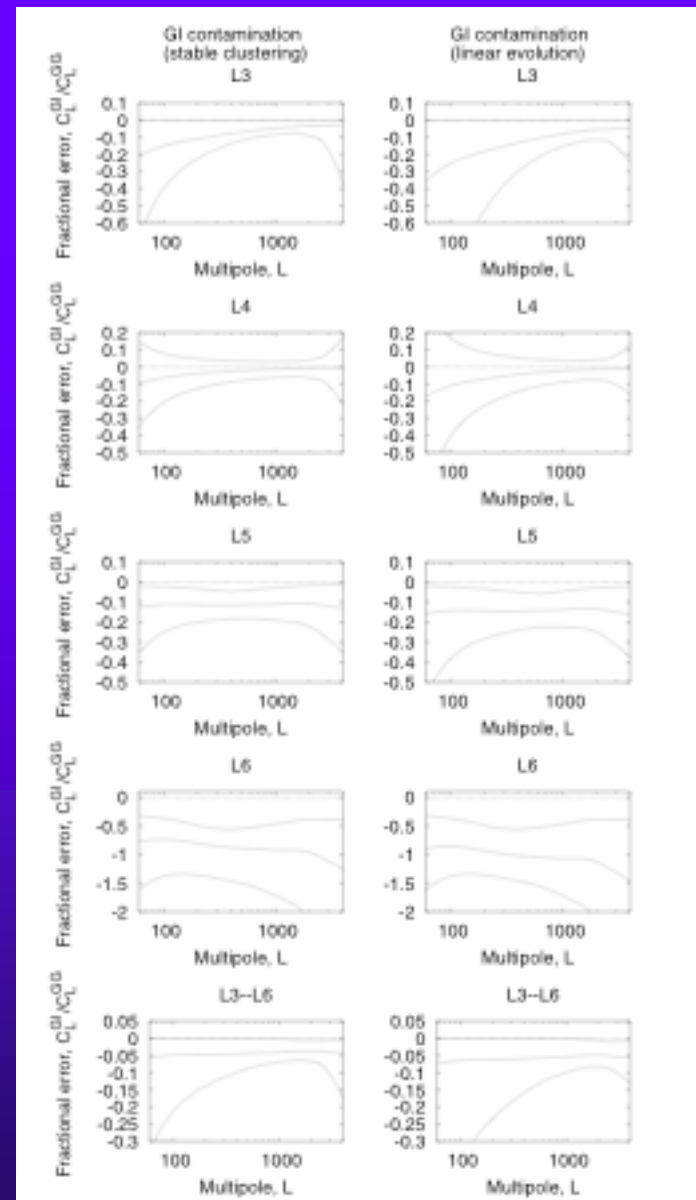 GI contamination
(stable clustering)
GI contamination
(linear evolution)
L3
Fractional error, C_L^GI/C_L^GG
0.1
0
-0.1
-0.2
-0.3
-0.4
-0.5
-0.6
100 1000
Multipole, L
L3
0.1
0
-0.1
-0.2
-0.3
-0.4
-0.5
-0.6
100 1000
Multipole, L
L4
Fractional error, C_L^GI/C_L^GG
0.2
0.1
0
-0.1
-0.2
-0.3
-0.4
-0.5
100 1000
Multipole, L
L4
0.2
0.1
0
-0.1
-0.2
-0.3
-0.4
-0.5
100 1000
Multipole, L
L5
Fractional error, C_L^GI/C_L^GG
0.1
0
-0.1
-0.2
-0.3
-0.4
-0.5
100 1000
Multipole, L
L5
0.1
0
-0.1
-0.2
-0.3
-0.4
-0.5
100 1000
Multipole, L
L6
Fractional error, C_L^GI/C_L^GG
0
-0.5
-1
-1.5
-2
100 1000
Multipole, L
L6
0
-0.5
-1
-1.5
-2
100 1000
Multipole, L
L3--L6
Fractional error, C_L^GI/C_L^GG
0.05
0
-0.05
-0.1
-0.15
-0.2
-0.25
-0.3
100 1000
Multipole, L
L3--L6
0.05
0
-0.05
-0.1
-0.15
-0.2
-0.25
-0.3
100 1000
Multipole, L